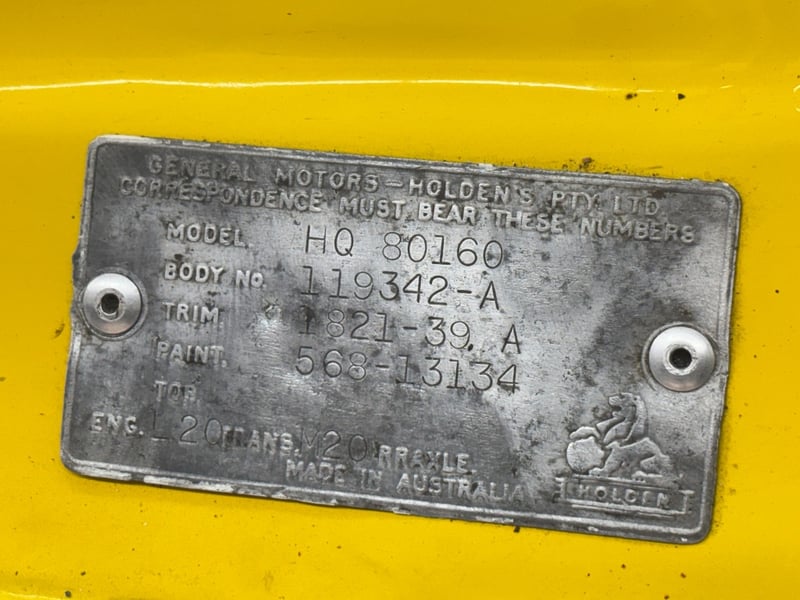 GENERAL MOTORS—HOLDEN'S PTY. LTD.
CORRESPONDENCE MUST BEAR THESE NUMBERS
MODEL. HQ 80160
BODY NO. 119342-A
TRIM. 1821-39 A
PAINT. 568-13134
TOP.
ENG. L20 TRANS. M20 RRAXLE.
MADE IN AUSTRALIA
HOLDEN